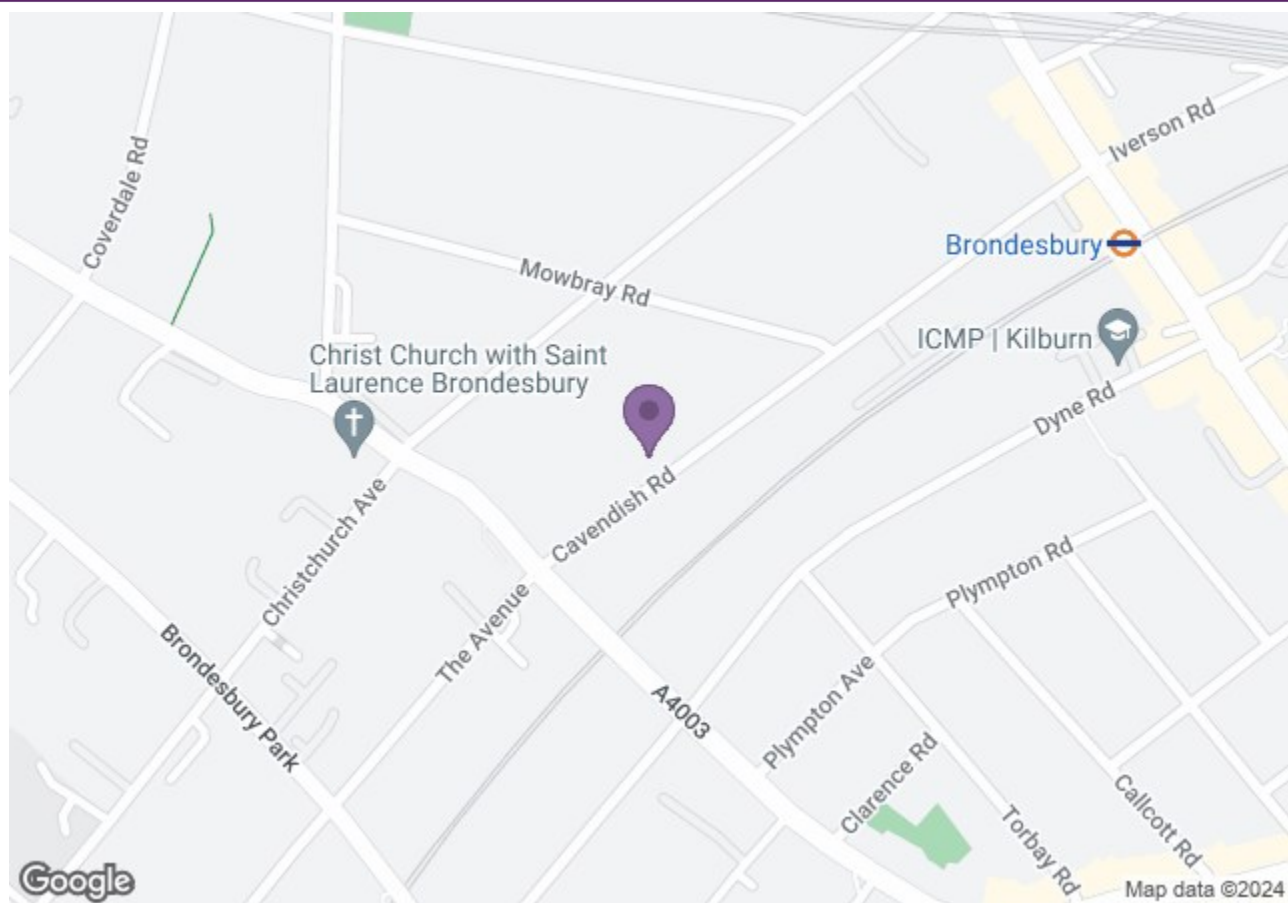 Coverdale Rd
Iverson Rd
Brondesbury
Mowbray Rd
ICMP | Kilburn
Christ Church with Saint
Laurence Brondesbury
Dyne Rd
Cavendish Rd
Christchurch Ave
Plympton Rd
The Avenue
Brondesbury Park
A4003
Plympton Ave
Clarence Rd
Torbay Rd
Callcott Rd
Google
Map data ©2024